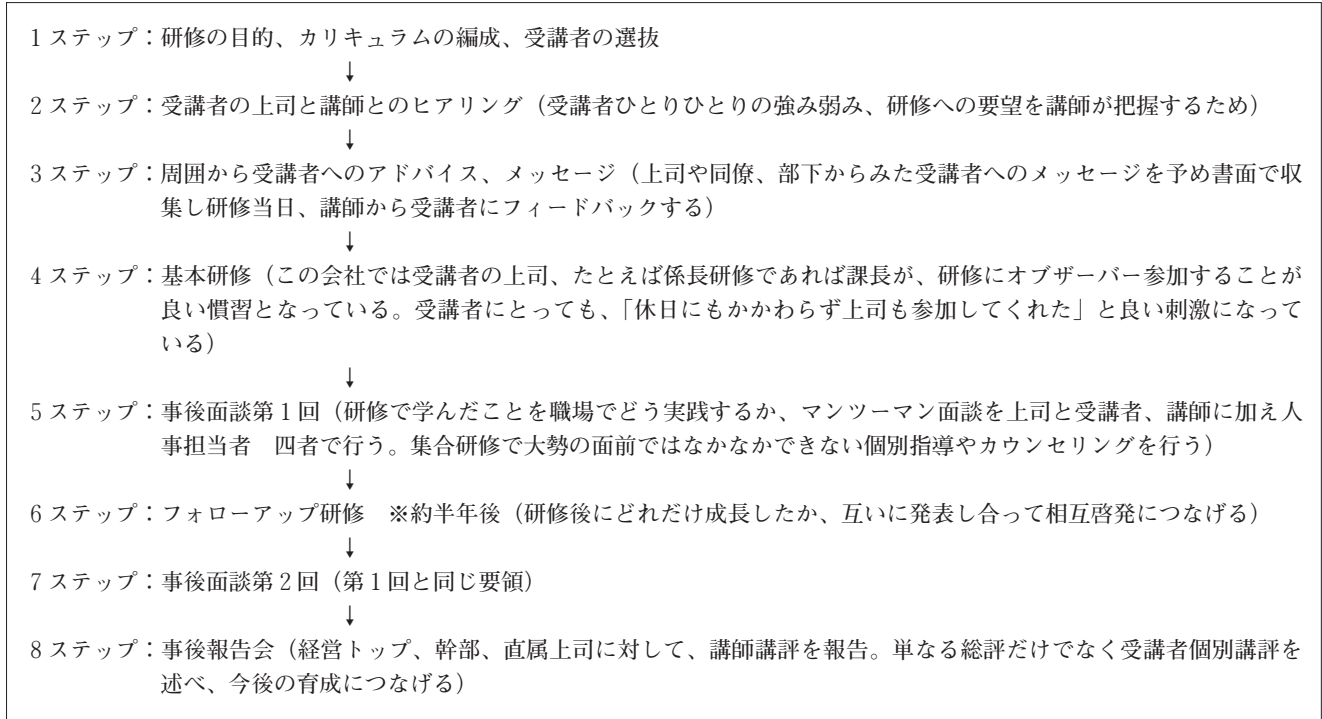 1ステップ：研修の目的、カリキュラムの編成、受講者の選抜
↓
2ステップ：受講者の上司と講師とのヒアリング（受講者ひとりひとりの強み弱み、研修への要望を講師が把握するため）
↓
3ステップ：周囲から受講者へのアドバイス、メッセージ（上司や同僚、部下からみた受講者へのメッセージを予め書面で収
集し研修当日、講師から受講者にフィードバックする）
↓
4ステップ：基本研修（この会社では受講者の上司、たとえば係長研修であれば課長が、研修にオブザーバー参加することが
良い慣習となっている。受講者にとっても、「休日にもかかわらず上司も参加してくれた」と良い刺激になって
いる）
↓
5ステップ：事後面談第1回（研修で学んだことを職場でどう実践するか、マンツーマン面談を上司と受講者、講師に加え人
事担当者　四者で行う。集合研修で大勢の面前ではなかなかできない個別指導やカウンセリングを行う）
↓
6ステップ：フォローアップ研修　※約半年後（研修後にどれだけ成長したか、互いに発表し合って相互啓発につなげる）
↓
7ステップ：事後面談第2回（第1回と同じ要領）
↓
8ステップ：事後報告会（経営トップ、幹部、直属上司に対して、講師講評を報告。単なる総評だけでなく受講者個別講評を
述べ、今後の育成につなげる）